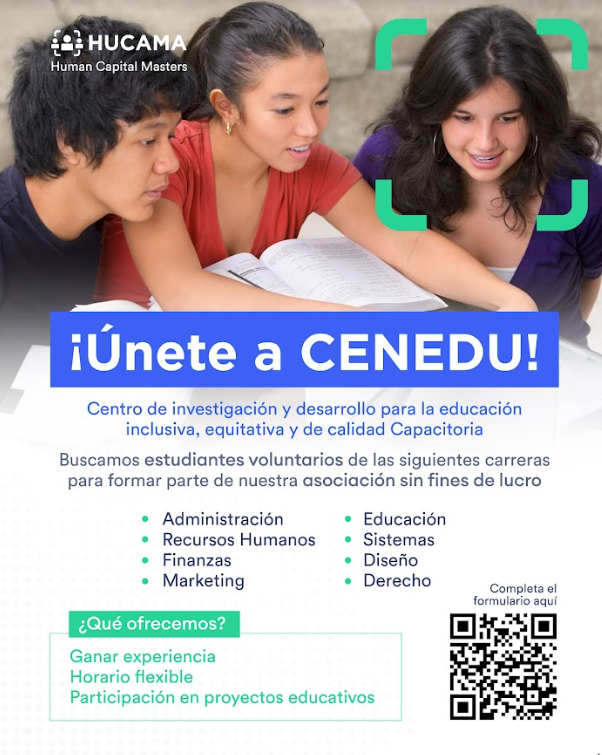 HUCAMA
Human Capital Masters
¡Únete a CENEDU!
Centro de investigación y desarrollo para la educación
inclusiva, equitativa y de calidad Capacitoria
Buscamos estudiantes voluntarios de las siguientes carreras
para formar parte de nuestra asociación sin fines de lucro
• Administración
• Recursos Humanos
• Finanzas
• Marketing
• Educación
• Sistemas
• Diseño
• Derecho
Completa el
formulario aquí
¿Qué ofrecemos?
Ganar experiencia
Horario flexible
Participación en proyectos educativos